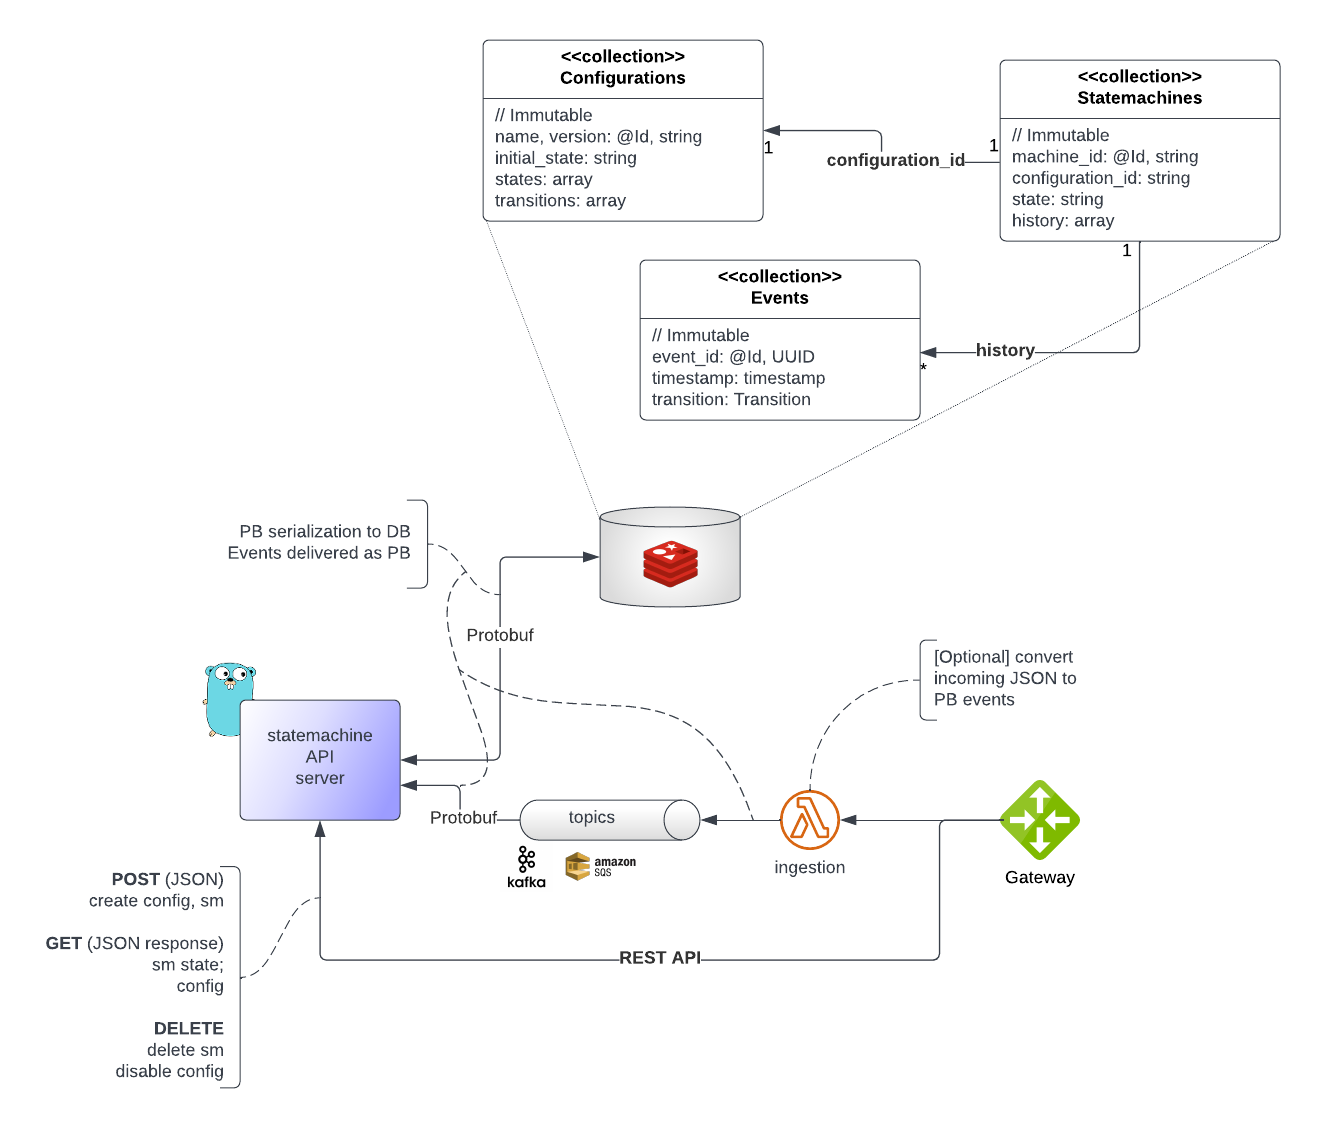 <<collection>>
Configurations
// Immutable
name, version: @Id, string
initial_state: string
states: array
transitions: array
<<collection>>
Statemachines
// Immutable
machine_id: @Id, string
configuration_id: string
state: string
history: array
1
configuration_id
1
1
<<collection>>
Events
// Immutable
event_id: @Id, UUID
timestamp: timestamp
transition: Transition
history
*
PB serialization to DB
Events delivered as PB
Protobuf
[Optional] convert
incoming JSON to
PB events
statemachine
API
server
Protobuf
topics
kafka
amazon
SQS
ingestion
Gateway
POST (JSON)
create config, sm
GET (JSON response)
sm state;
config
DELETE
delete sm
disable config
REST API